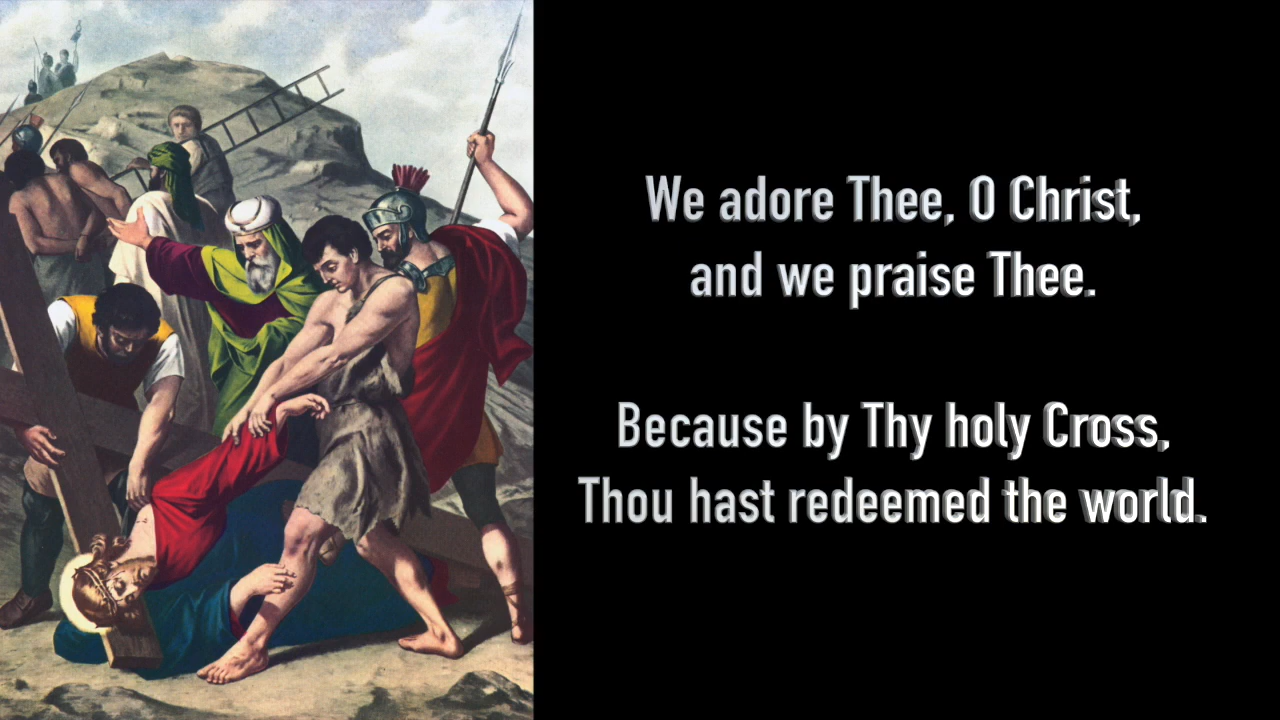 We adore Thee, O Christ,
and we praise Thee.
Because by Thy holy Cross,
Thou hast redeemed the world.